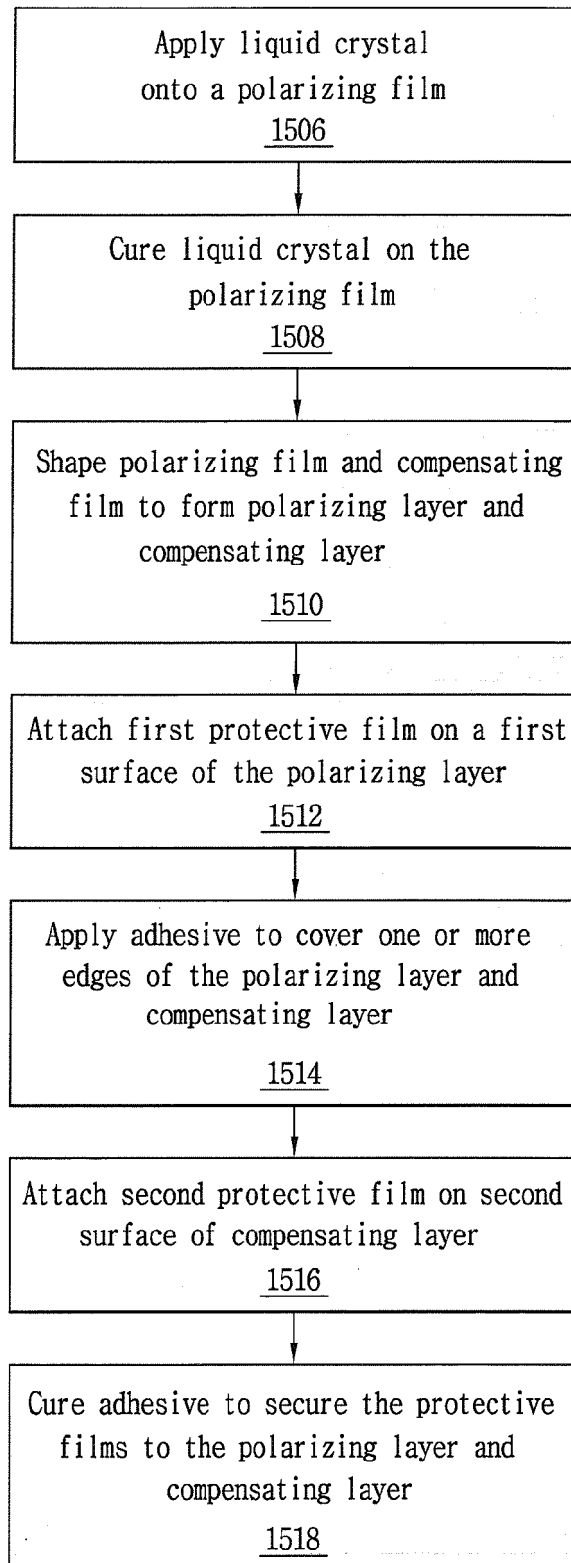 Apply liquid crystal
onto a polarizing film
1506
Cure liquid crystal on the
polarizing film
1508
Shape polarizing film and compensating
film to form polarizing layer and
compensating layer
1510
Attach first protective film on a first
surface of the polarizing layer
1512
Apply adhesive to cover one or more
edges of the polarizing layer and
compensating layer
1514
Attach second protective film on second
surface of compensating layer
1516
Cure adhesive to secure the protective
films to the polarizing layer and
compensating layer
1518